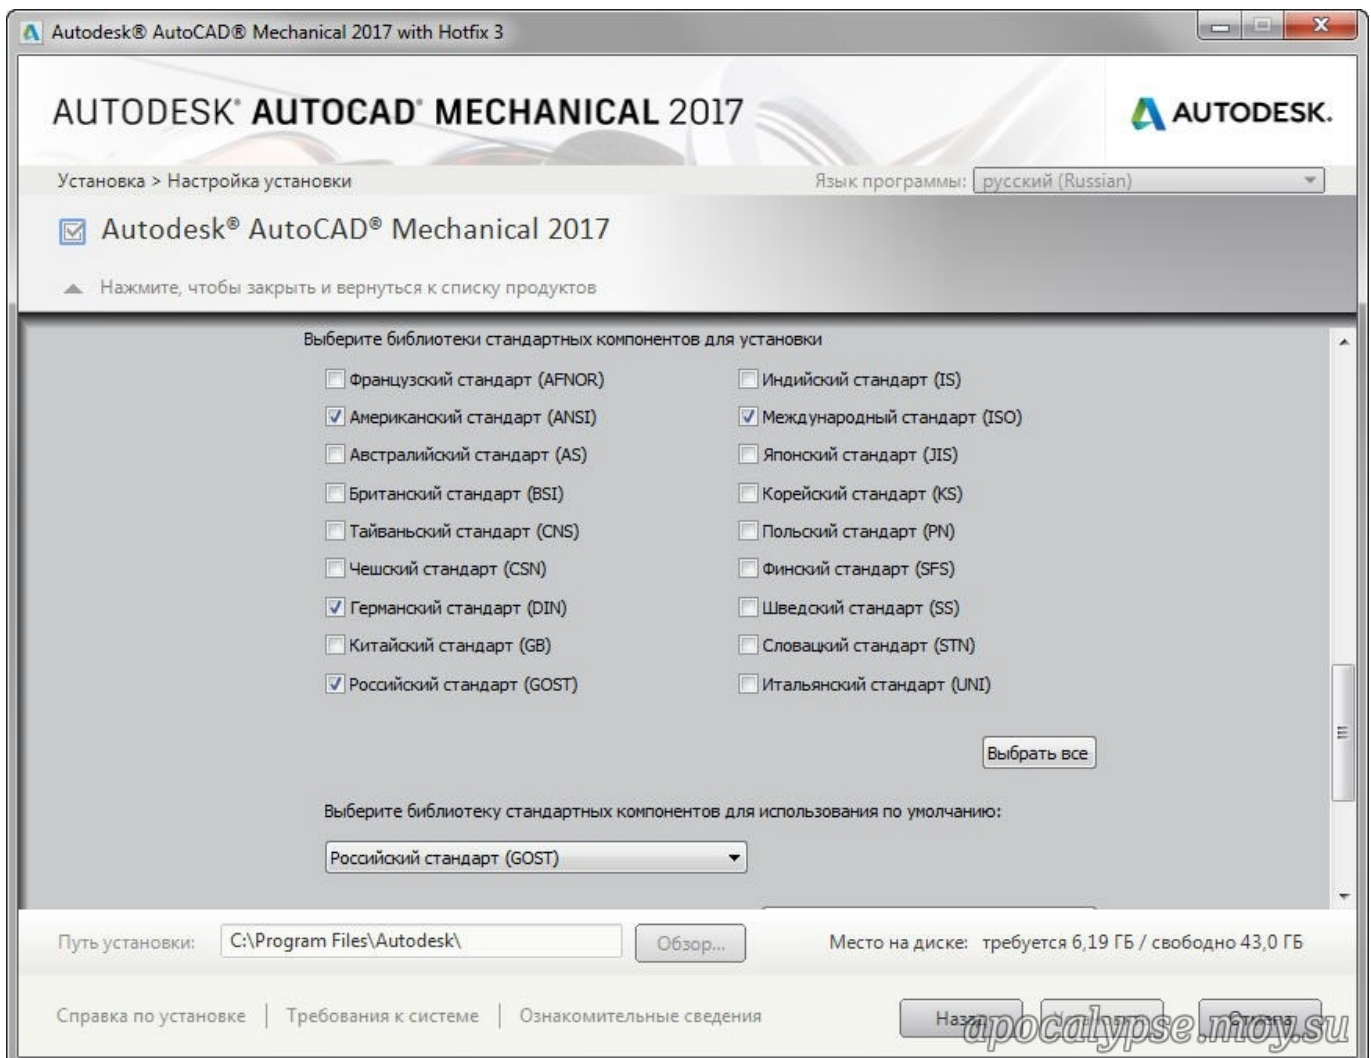 Autodesk® AutoCAD® Mechanical 2017 with Hotfix 3
AUTODESK® AUTOCAD® MECHANICAL 2017
AUTODESK.
Установка > Настройка установки
Язык программы: русский (Russian)
Autodesk® AutoCAD® Mechanical 2017
Нажмите, чтобы закрыть и вернуться к списку продуктов
Выберите библиотеки стандартных компонентов для установки
Французский стандарт (AFNOR)
Индийский стандарт (IS)
Американский стандарт (ANSI)
Международный стандарт (ISO)
Австралийский стандарт (AS)
Японский стандарт (JIS)
Британский стандарт (BSI)
Корейский стандарт (KS)
Тайваньский стандарт (CNS)
Польский стандарт (PN)
Чешский стандарт (CSN)
Финский стандарт (SFS)
Германский стандарт (DIN)
Шведский стандарт (SS)
Китайский стандарт (GB)
Словацкий стандарт (STN)
Российский стандарт (GOST)
Итальянский стандарт (UNI)
Выбрать все
Выберите библиотеку стандартных компонентов для использования по умолчанию:
Российский стандарт (GOST)
Путь установки: C:\Program Files\Autodesk\ Обзор...
Место на диске: требуется 6,19 ГБ / свободно 43,0 ГБ
Справка по установке | Требования к системе | Ознакомительные сведения
Назад
Отмена
apocalypse.moy.su